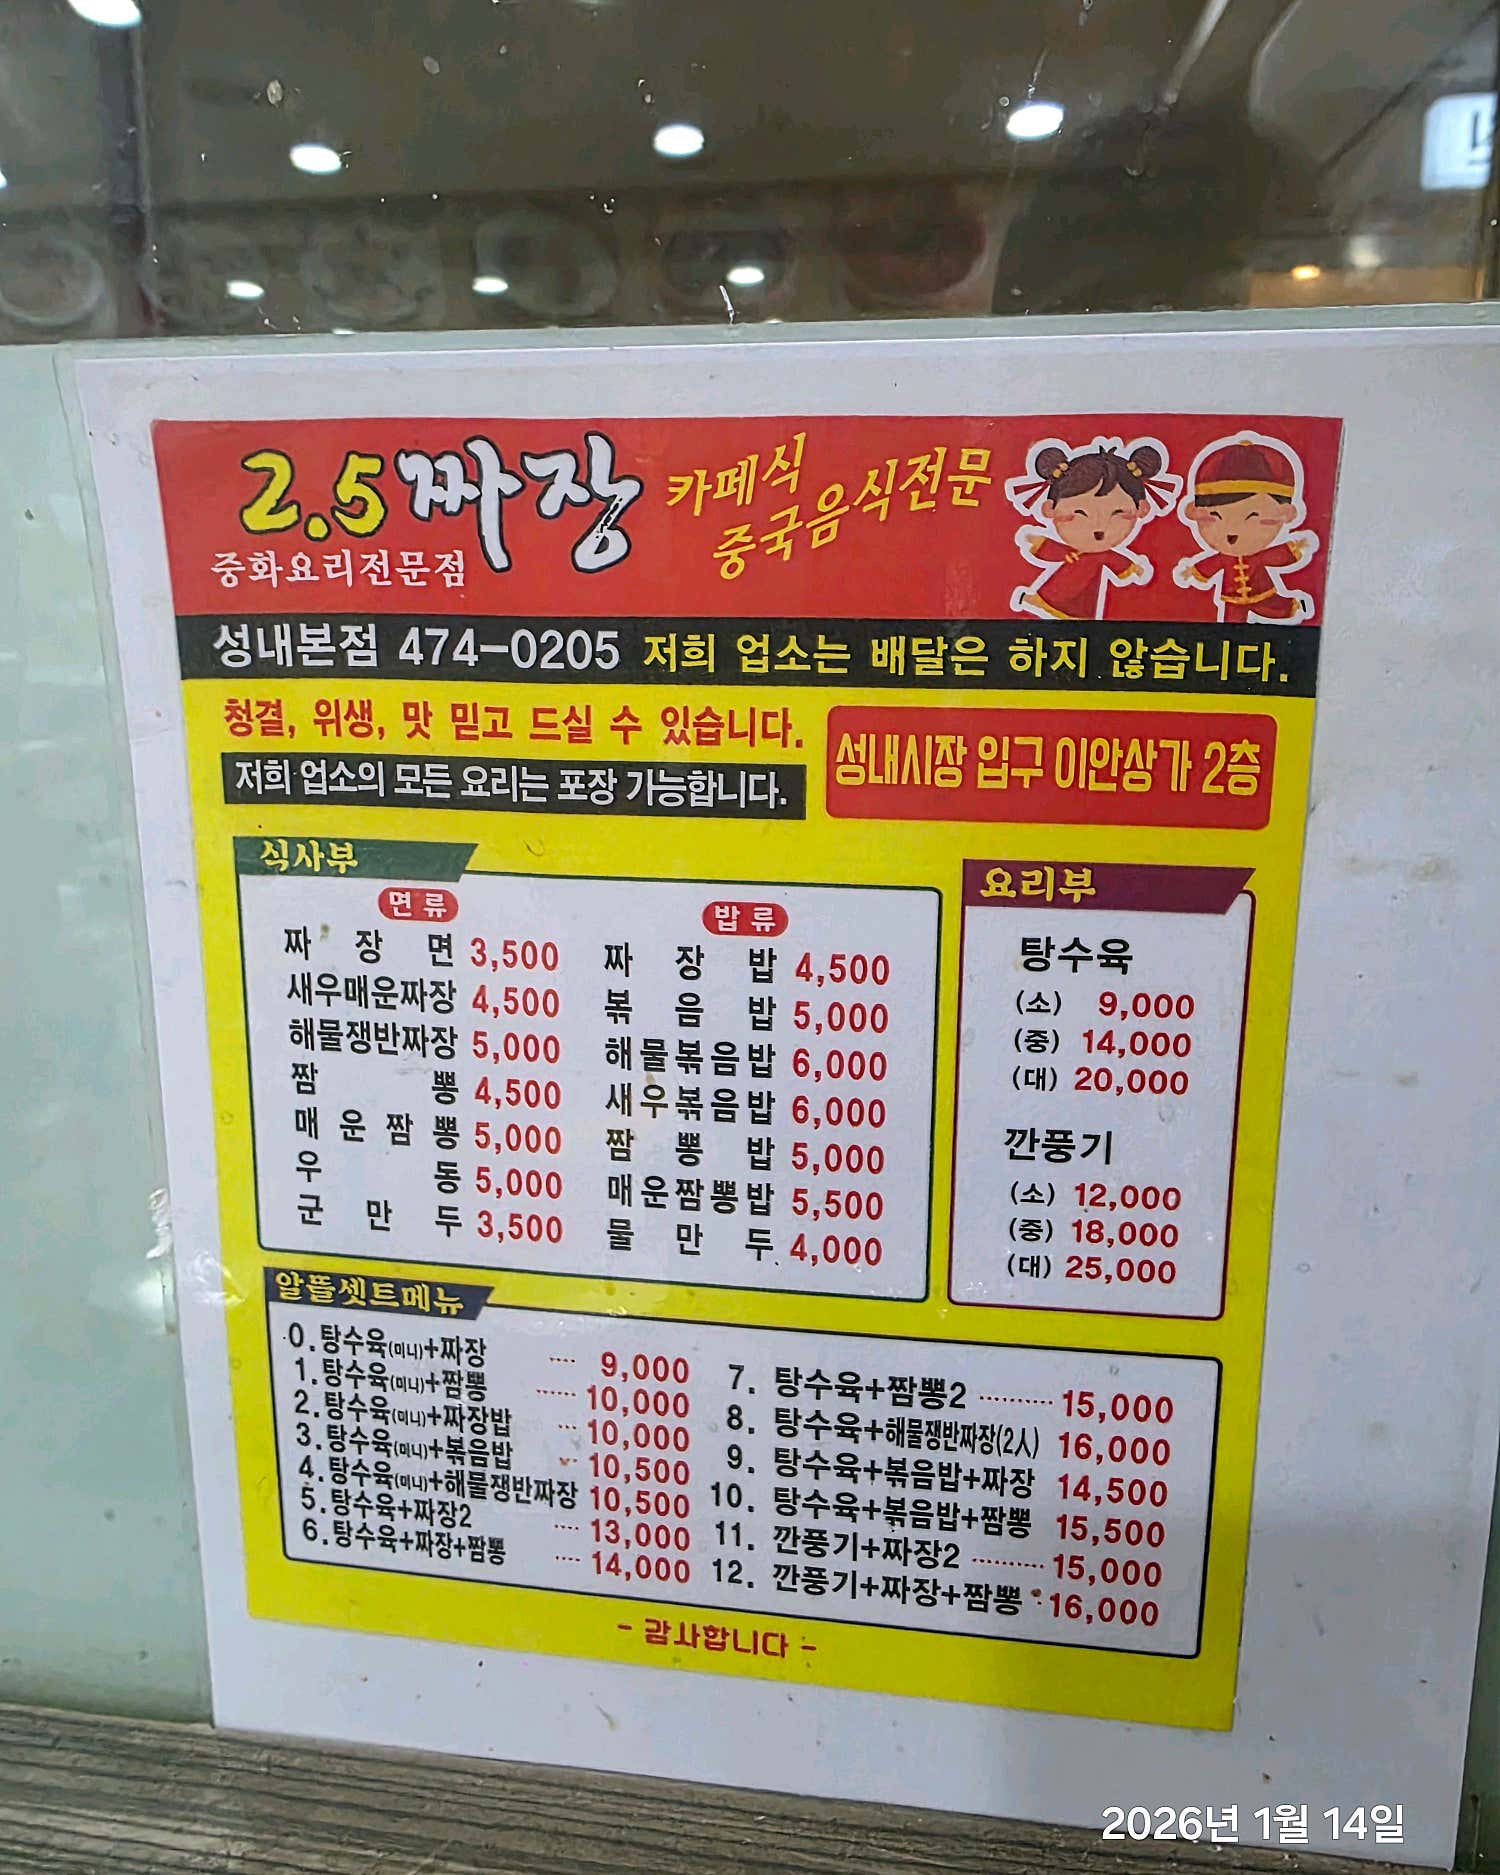 2.5 짜장
카페식
중국음식전문
중화요리전문점
성내본점 474-0205 저희 업소는 배달은 하지 않습니다.
청결, 위생, 맛 믿고 드실 수 있습니다.
저희 업소의 모든 요리는 포장 가능합니다.
성내시장 입구 이안상가 2층
식사부
면류
짜장면 3,500
새우매운짜장 4,500
해물쟁반짜장 5,000
짬뽕 4,500
매운짬뽕 5,000
우동 5,000
군만두 3,500
밥류
짜장밥 4,500
볶음밥 5,000
해물볶음밥 6,000
새우볶음밥 6,000
짬뽕밥 5,000
매운짬뽕밥 5,500
물만두 4,000
요리부
탕수육
(소) 9,000
(중) 14,000
(대) 20,000
깐풍기
(소) 12,000
(중) 18,000
(대) 25,000
알뜰셋트메뉴
0. 탕수육(미니)+짜장 .... 9,000
1. 탕수육(미니)+짬뽕 ...... 10,000
2. 탕수육(미니)+짜장밥 ... 10,000
3. 탕수육(미니)+볶음밥 .. 10,500
4. 탕수육(미니)+해물쟁반짜장 10,500
5. 탕수육+짜장2 .... 13,000
6. 탕수육+짜장+짬뽕 .... 14,000
7. 탕수육+짬뽕2 .......... 15,000
8. 탕수육+해물쟁반짜장(2人) 16,000
9. 탕수육+볶음밥+짜장 14,500
10. 탕수육+볶음밥+짬뽕 15,500
11. 깐풍기+짜장2 .......... 15,000
12. 깐풍기+짜장+짬뽕 .. 16,000
- 감사합니다 -
2026년 1월 14일